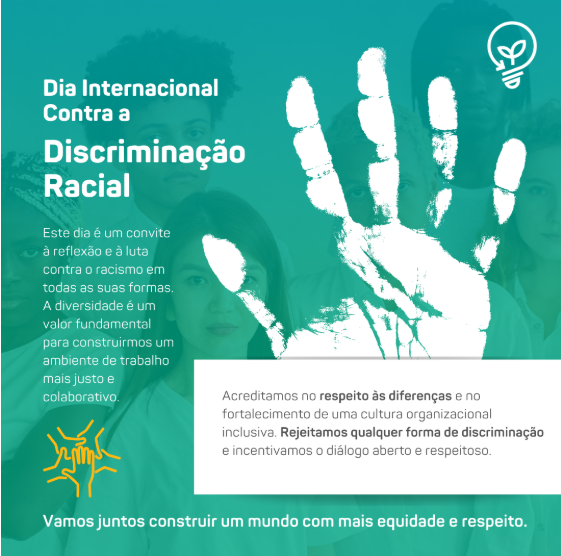 Dia Internacional
Contra a
Discriminação
Racial
Este dia é um convite
à reflexão e à luta
contra o racismo em
todas as suas formas.
A diversidade é um
valor fundamental
para construirmos um
ambiente de trabalho
mais justo e
colaborativo.
Acreditamos no respeito às diferenças e no
fortalecimento de uma cultura organizacional
inclusiva. Rejeitamos qualquer forma de discriminação
e incentivamos o diálogo aberto e respeitoso.
Vamos juntos construir um mundo com mais equidade e respeito.